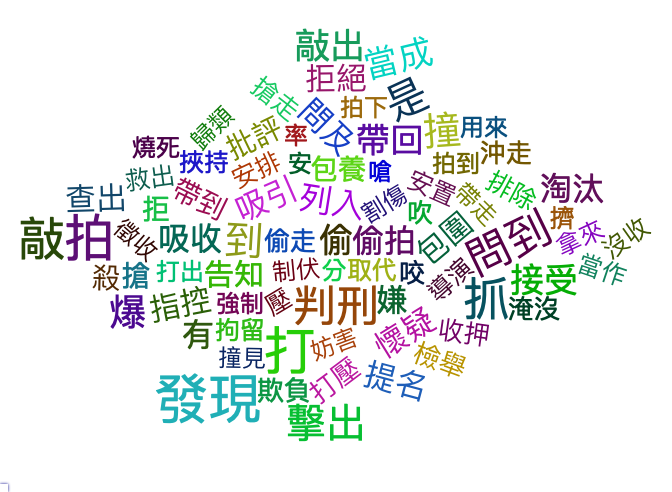 敲出
當成
拒絕
是
搶走
拍下
問及
撞
用來
歸類
批評
率
帶回
燒死
挾持
安排
安
包養
嗆
拍到
沖走
救出
查出
帶到
吸引
列入
割傷
安置
帶走
排除
淘汰
拒
吹
擠
敲
拍
徵收
吸收
到
偷走
偷
偷拍
包圍
問到
拿來
沒收
殺
搶
打出
告知
制伏
分
取代
咬
導演
接受
當作
爆
指控
強制
壓
判刑
嫌
抓
淹沒
有
拘留
打
妨害
懷疑
收押
撞見
檢舉
發現
欺負
打壓
提名
擊出